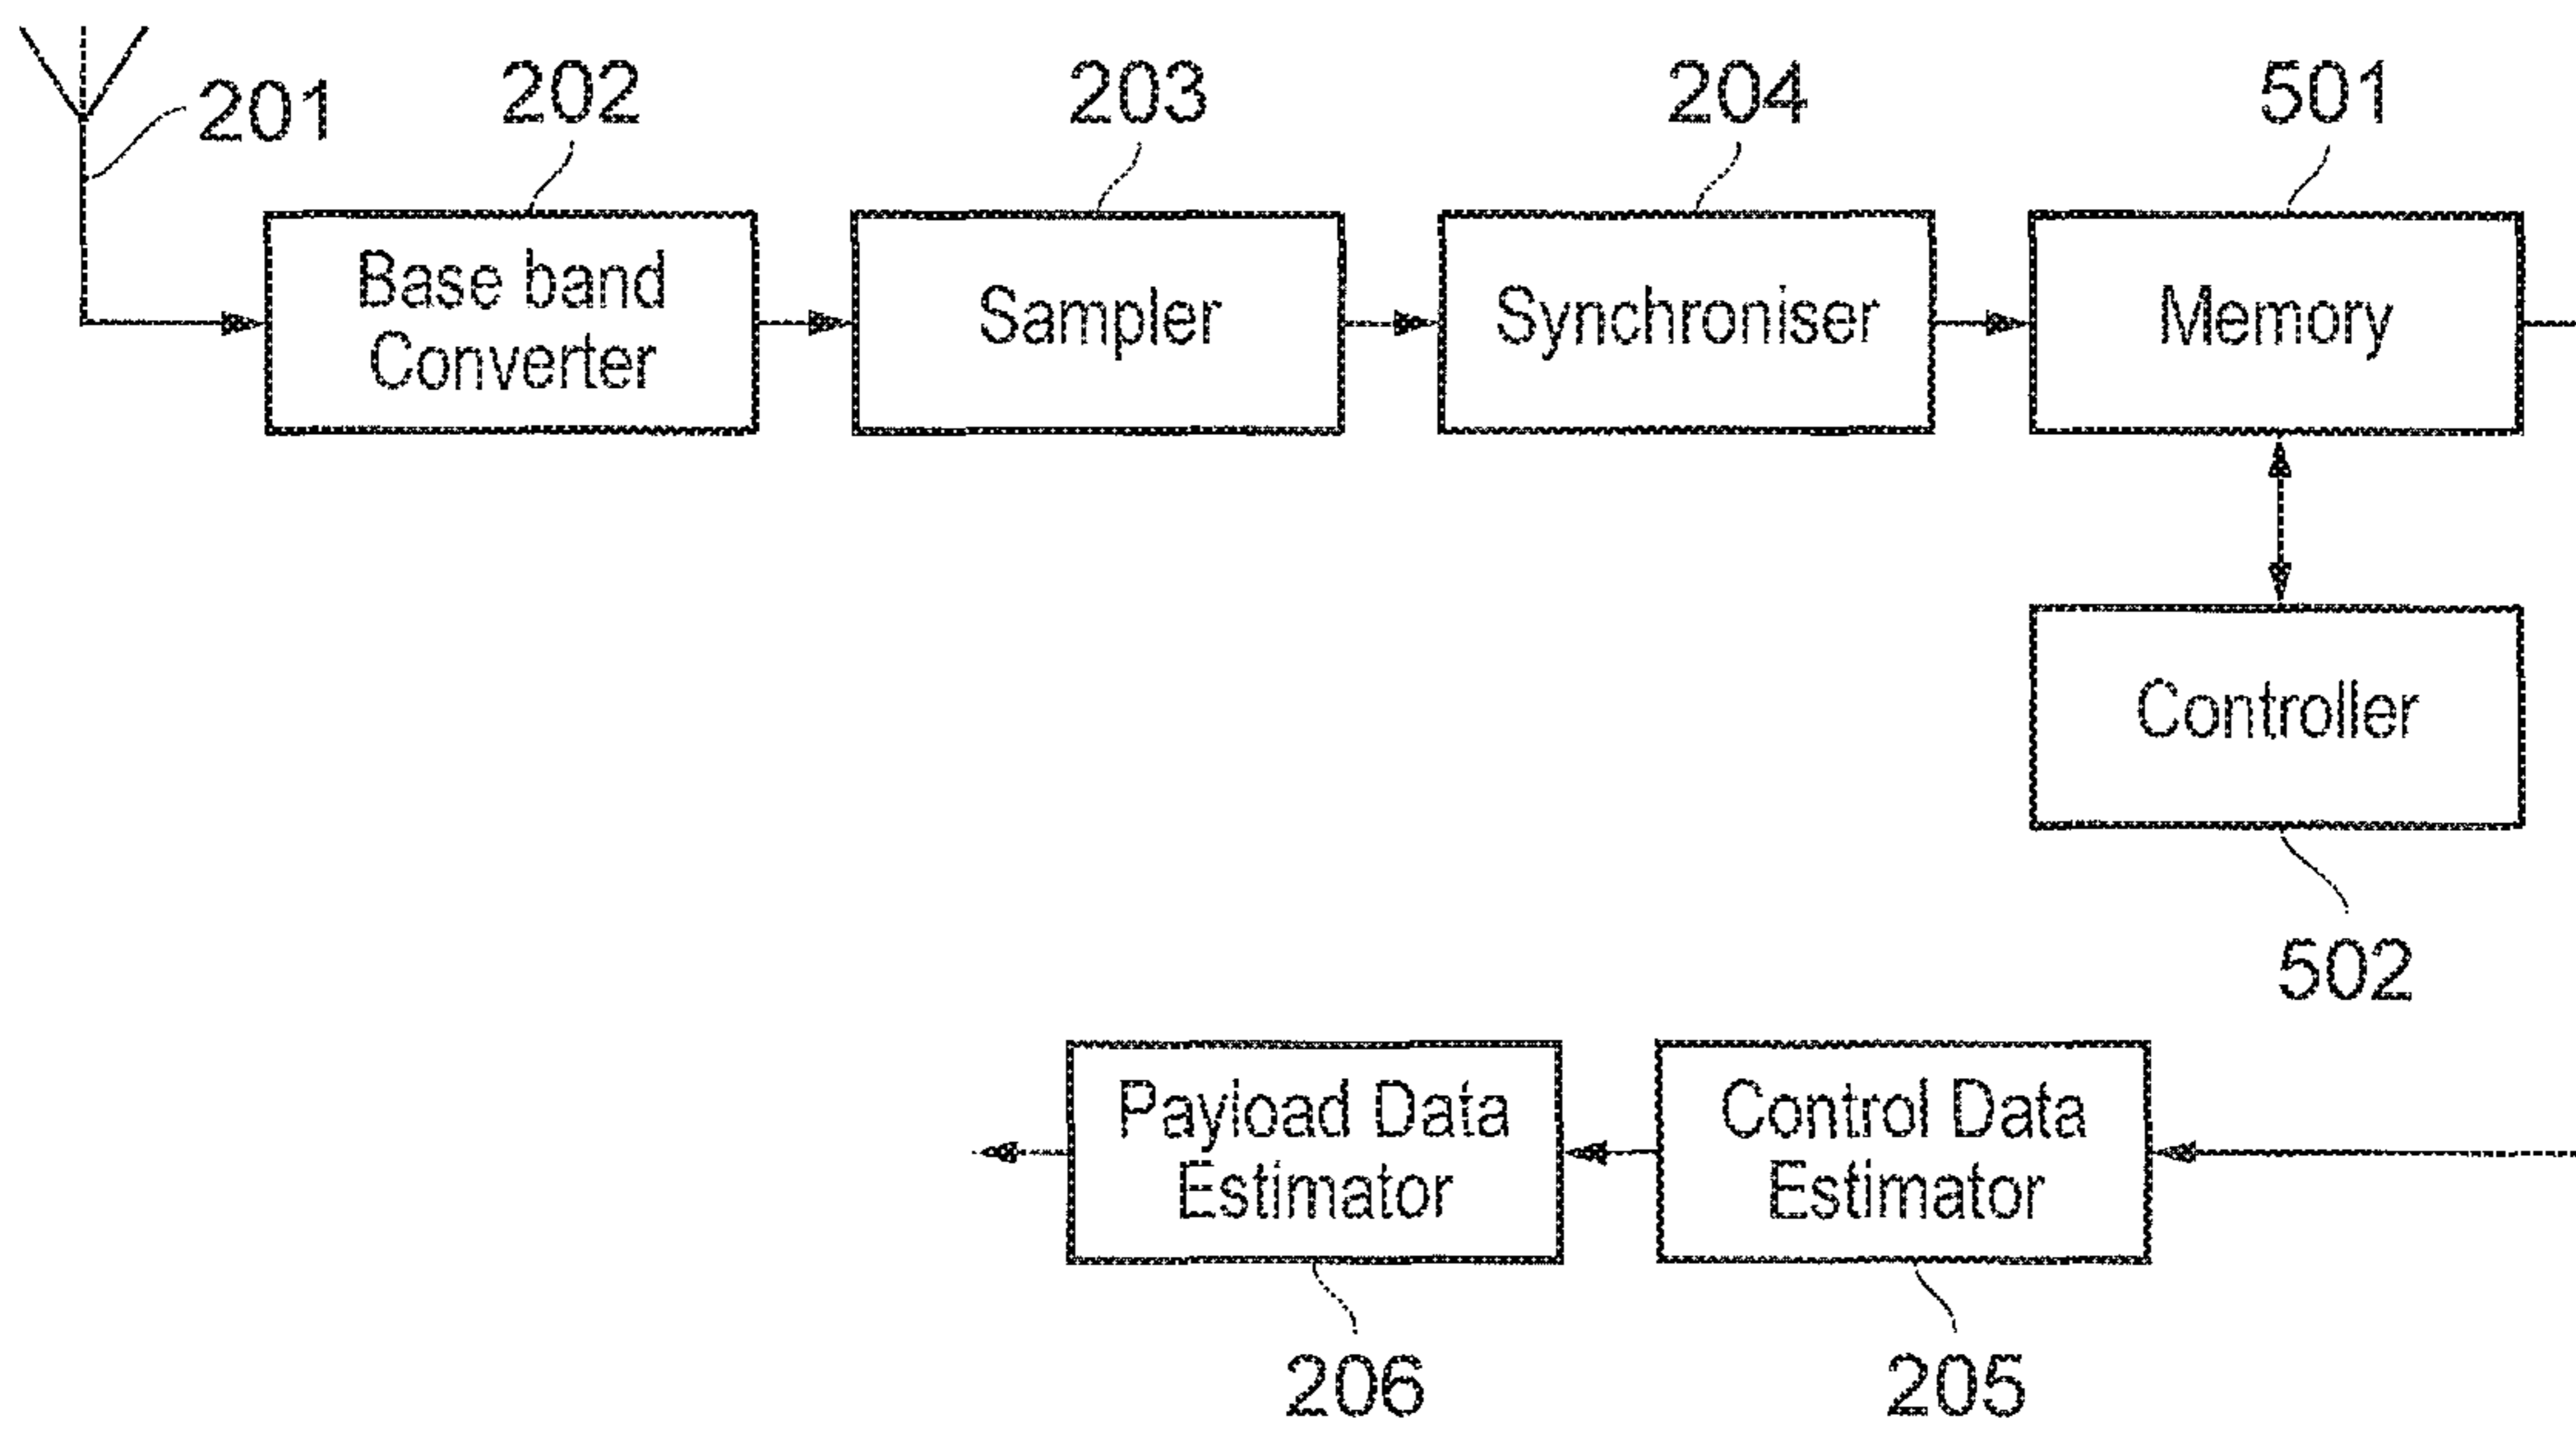 201
202
203
204
501
Base band
Converter
Sampler
Synchroniser
Memory
Controller
502
Payload Data
Estimator
Control Data
Estimator
206
205